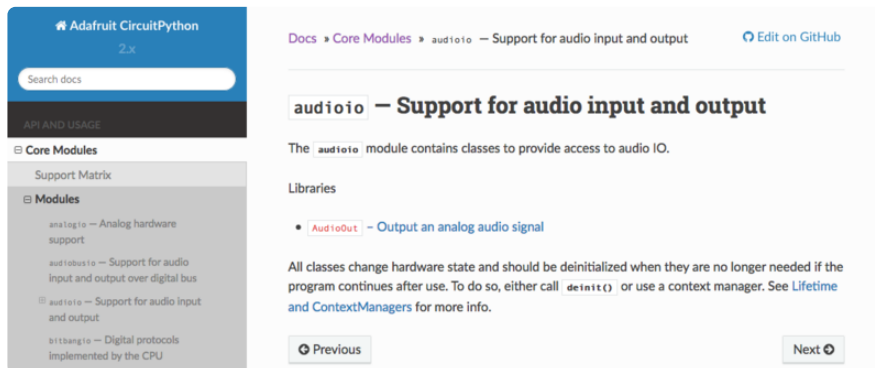 Adafruit CircuitPython
2.x
Search docs
API AND USAGE
Core Modules
Support Matrix
Modules
analogio — Analog hardware
support
audiobusio — Support for audio
input and output over digital bus
audioio — Support for audio input
and output
bitbangio — Digital protocols
implemented by the CPU
Docs » Core Modules » audioio — Support for audio input and output
Edit on GitHub
audioio — Support for audio input and output
The audioio module contains classes to provide access to audio IO.
Libraries
• AudioOut – Output an analog audio signal
All classes change hardware state and should be deinitialized when they are no longer needed if the
program continues after use. To do so, either call deinit() or use a context manager. See Lifetime
and ContextManagers for more info.
Previous
Next